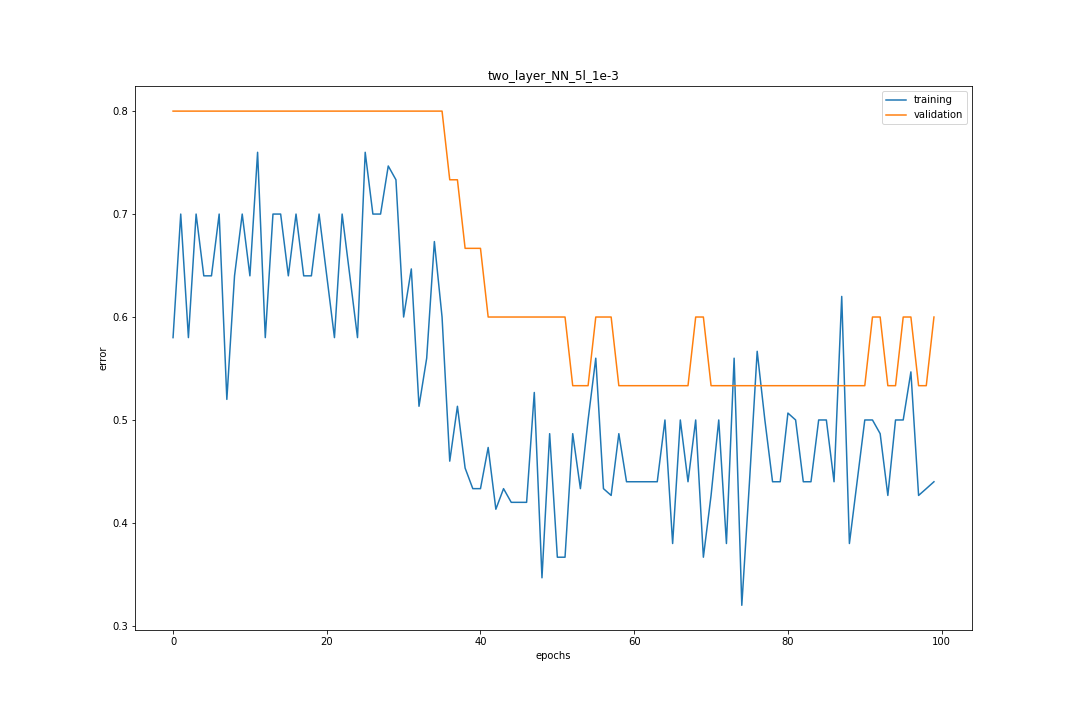 two_layer_NN_5l_1e-3
training
validation
0.8
0.7
0.6
0.5
0.4
0.3
error
0 20 40 60 80 100
epochs